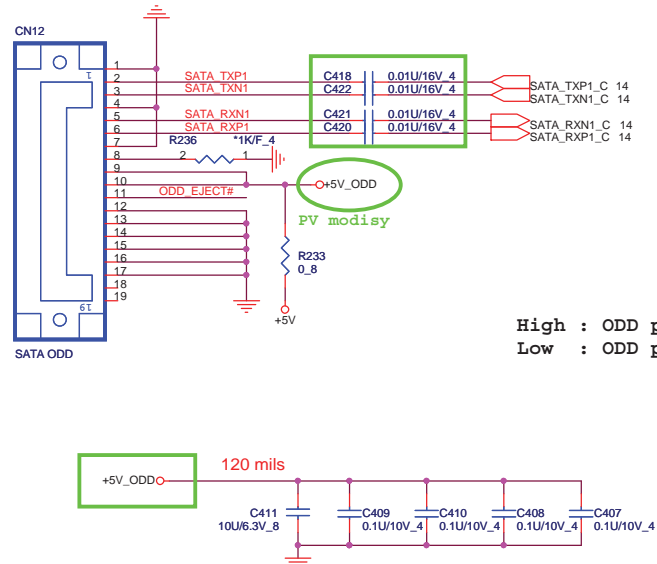 CN12
1
1
2
3
4
5
6
7
8
9
10
11
12
13
14
15
16
17
18
19
19
SATA ODD
SATA_TXP1
SATA_TXN1
SATA_RXN1
SATA_RXP1
C418 0.01U/16V_4
C422 0.01U/16V_4
C421 0.01U/16V_4
C420 0.01U/16V_4
SATA_TXP1_C 14
SATA_TXN1_C 14
SATA_RXN1_C 14
SATA_RXP1_C 14
R236 *1K/F_4
2 1
ODD_EJECT#
+5V_ODD
PV modisy
R233
0_8
+5V
High : ODD p
Low : ODD p
+5V_ODD
120 mils
C411
10U/6.3V_8
C409
0.1U/10V_4
C410
0.1U/10V_4
C408
0.1U/10V_4
C407
0.1U/10V_4